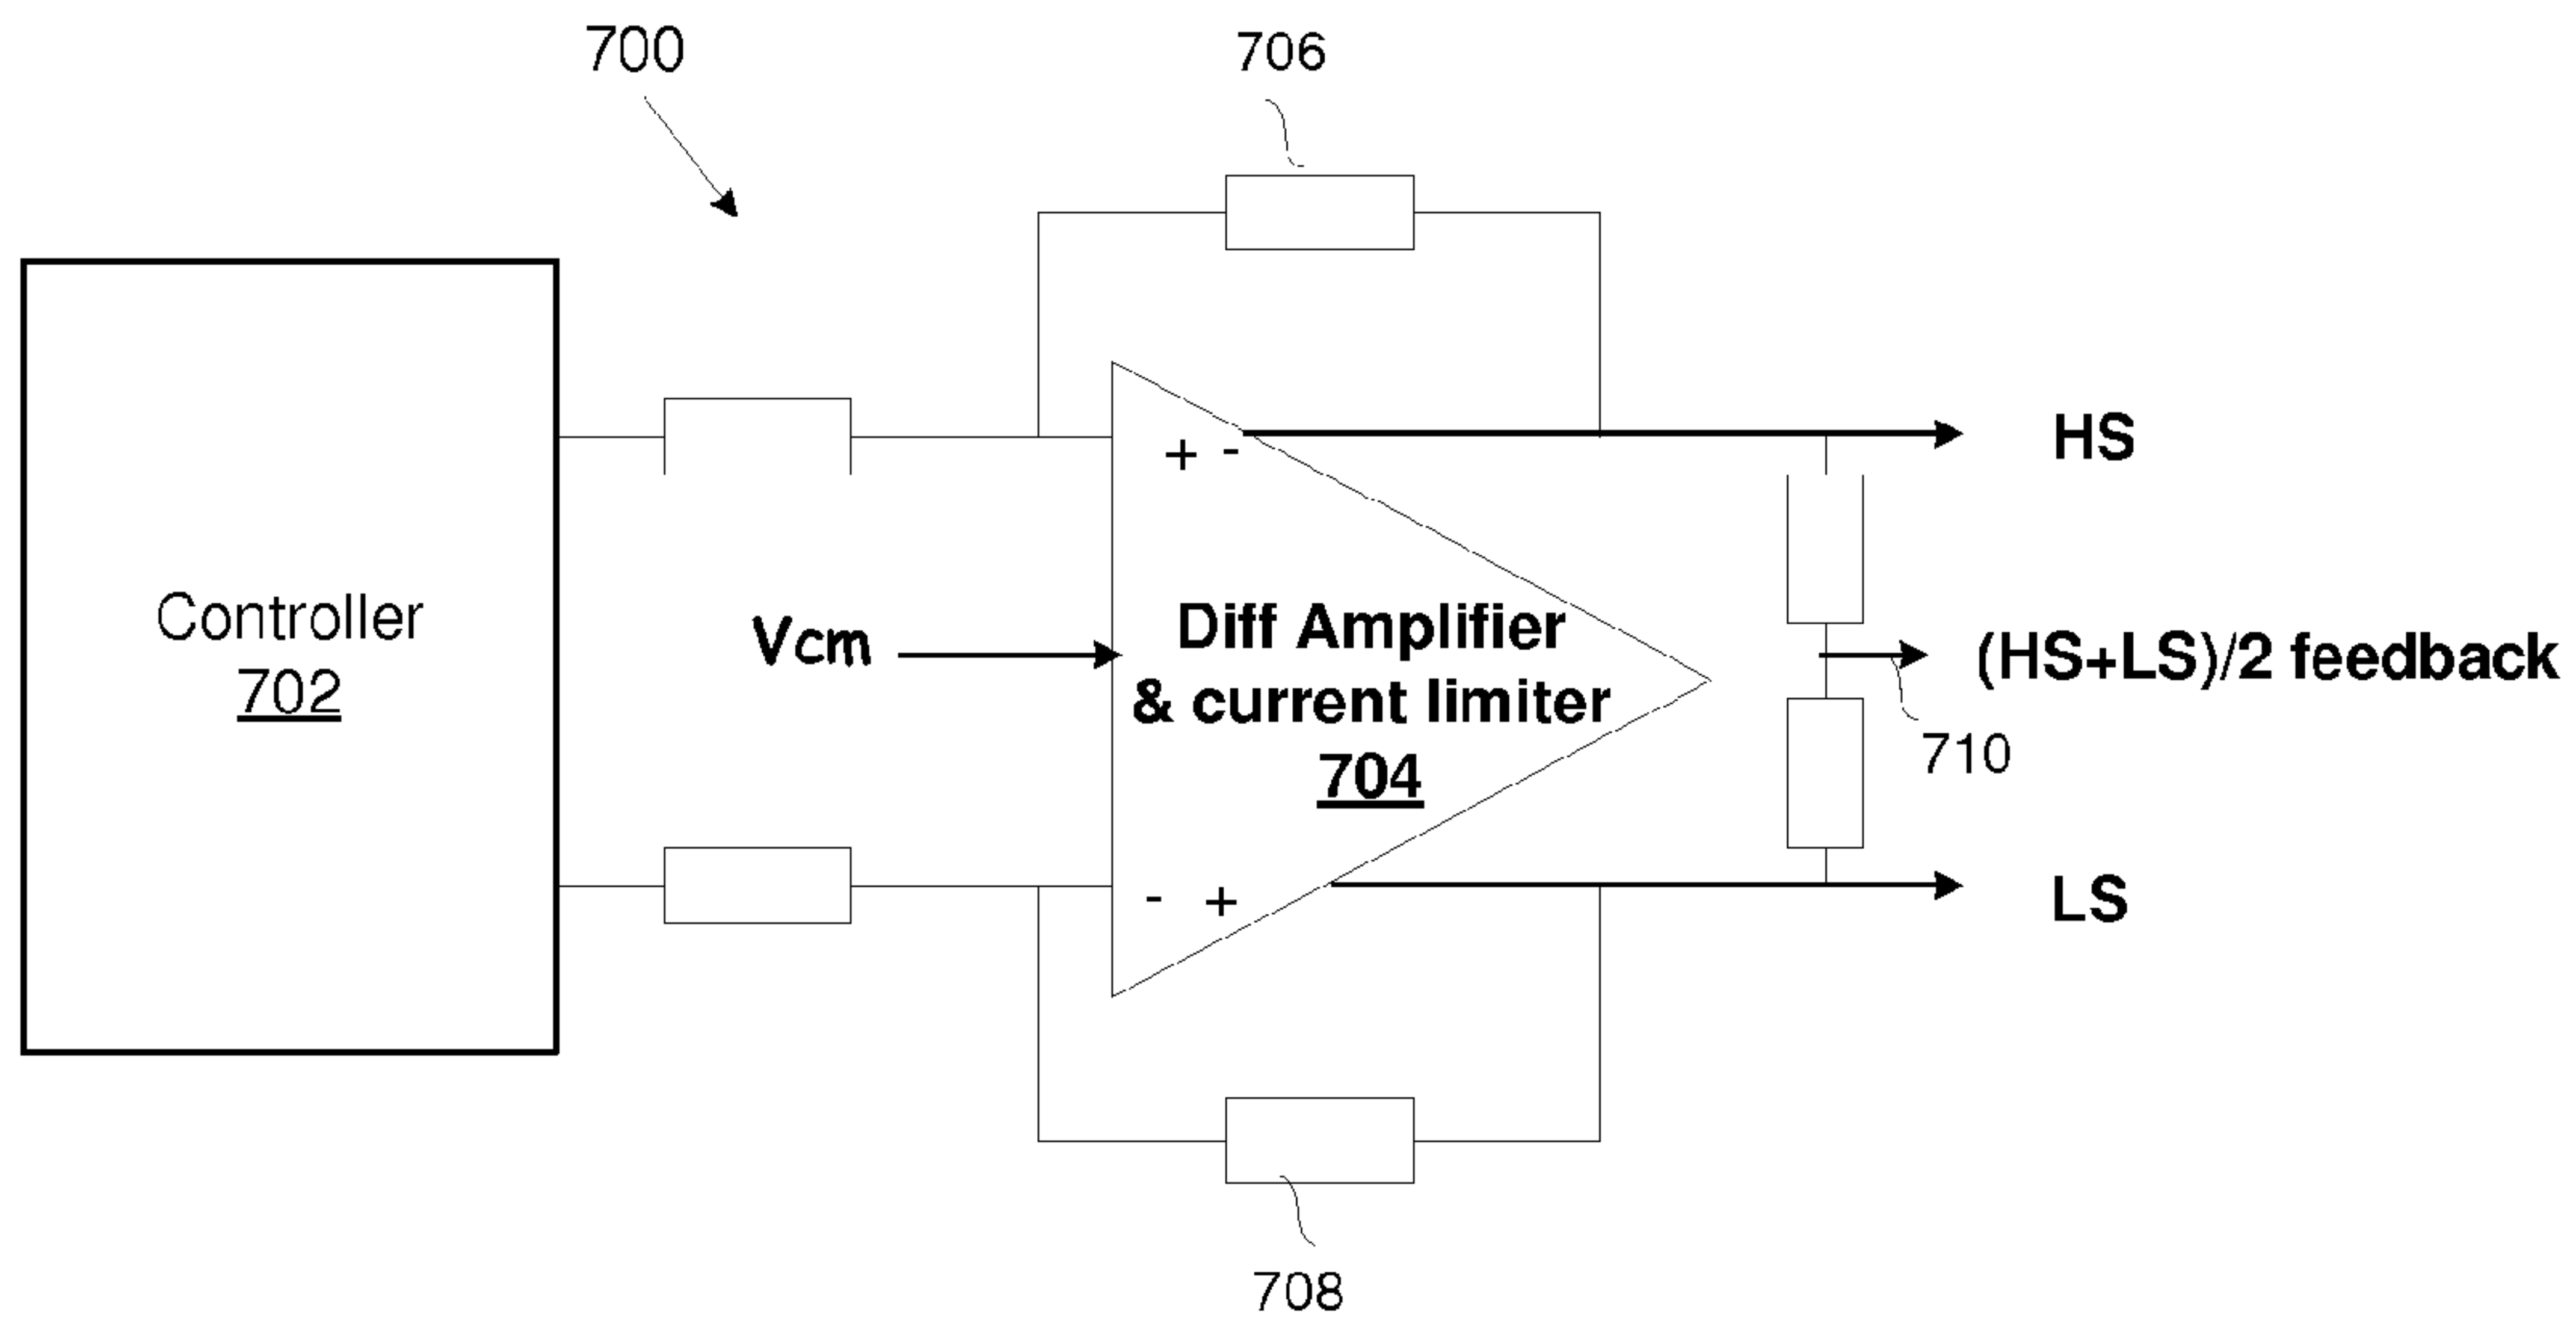 700
706
+ -
HS
Controller
702
Vcm
Diff Amplifier
& current limiter
704
(HS+LS)/2 feedback
710
- +
LS
708